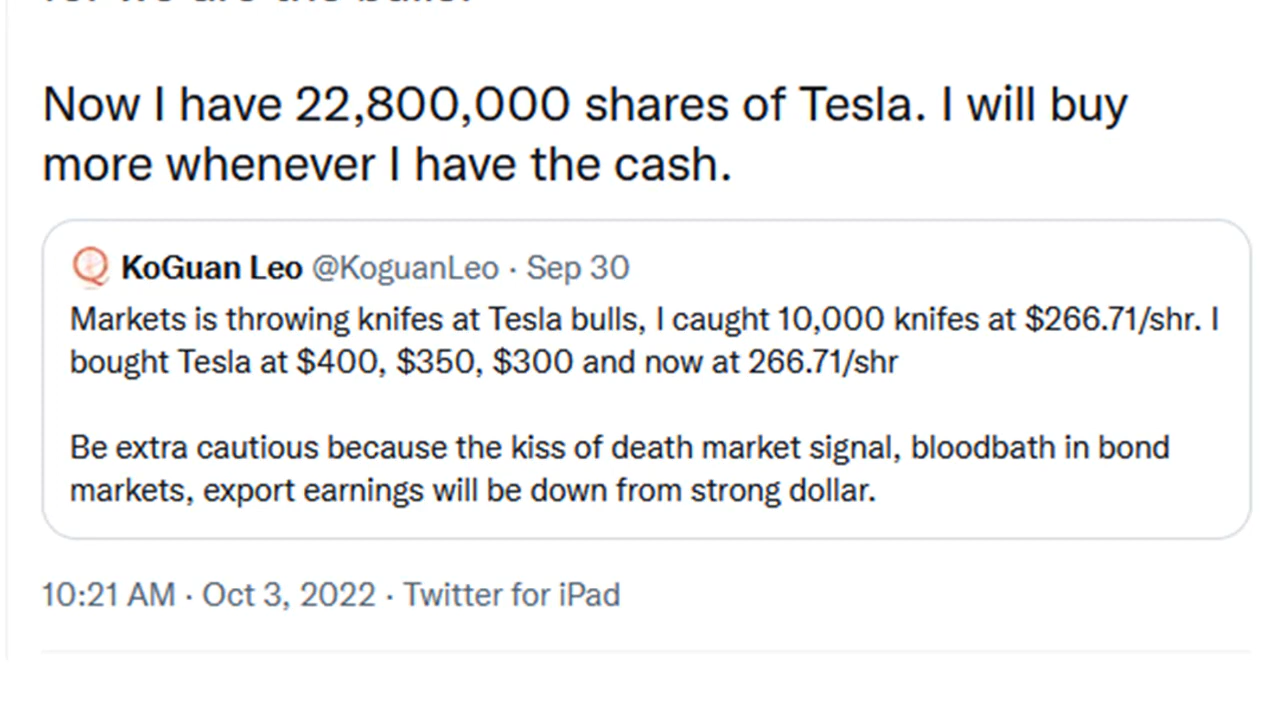 Now I have 22,800,000 shares of Tesla. I will buy
more whenever I have the cash.
KoGuan Leo @KoguanLeo · Sep 30
Markets is throwing knifes at Tesla bulls, I caught 10,000 knifes at $266.71/shr. I
bought Tesla at $400, $350, $300 and now at 266.71/shr
Be extra cautious because the kiss of death market signal, bloodbath in bond
markets, export earnings will be down from strong dollar.
10:21 AM · Oct 3, 2022 · Twitter for iPad